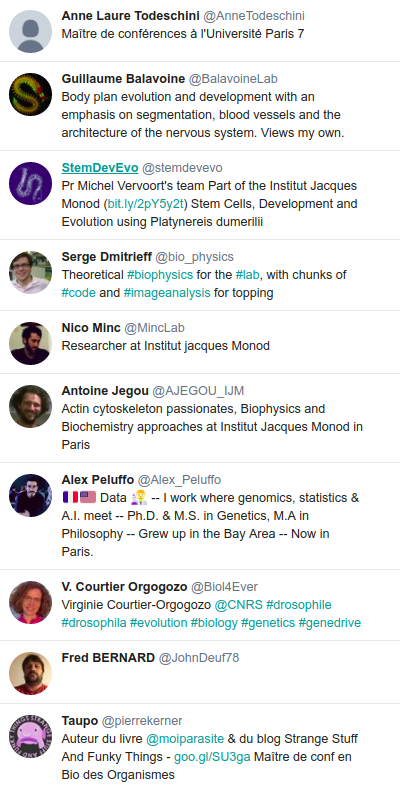 Anne Laure Todeschini @AnneTodeschini
Maître de conférences à l'Université Paris 7
Guillaume Balavoine @BalavoineLab
Body plan evolution and development with an
emphasis on segmentation, blood vessels and the
architecture of the nervous system. Views my own.
StemDevEvo @stemdevevo
Pr Michel Vervoort's team Part of the Institut Jacques
Monod (bit.ly/2pY5y2t) Stem Cells, Development and
Evolution using Platynereis dumerilii
Serge Dmitrieff @bio_physics
Theoretical #biophysics for the #lab, with chunks of
#code and #imageanalysis for topping
Nico Minc @MincLab
Researcher at Institut jacques Monod
Antoine Jegou @AJEGOU_IJM
Actin cytoskeleton passionates, Biophysics and
Biochemistry approaches at Institut Jacques Monod in
Paris
Alex Peluffo @Alex_Peluffo
🇫🇷🇺🇸 Data 👨‍🔬 -- I work where genomics, statistics &
A.I. meet -- Ph.D. & M.S. in Genetics, M.A in
Philosophy -- Grew up in the Bay Area -- Now in
Paris.
V. Courtier Orgogozo @Biol4Ever
Virginie Courtier-Orgogozo @CNRS #drosophile
#drosophila #evolution #biology #genetics #genedrive
Fred BERNARD @JohnDeuf78
Taupo @pierrekerner
Auteur du livre @moiparasite & du blog Strange Stuff
And Funky Things - goo.gl/SU3ga Maître de conf en
Bio des Organismes